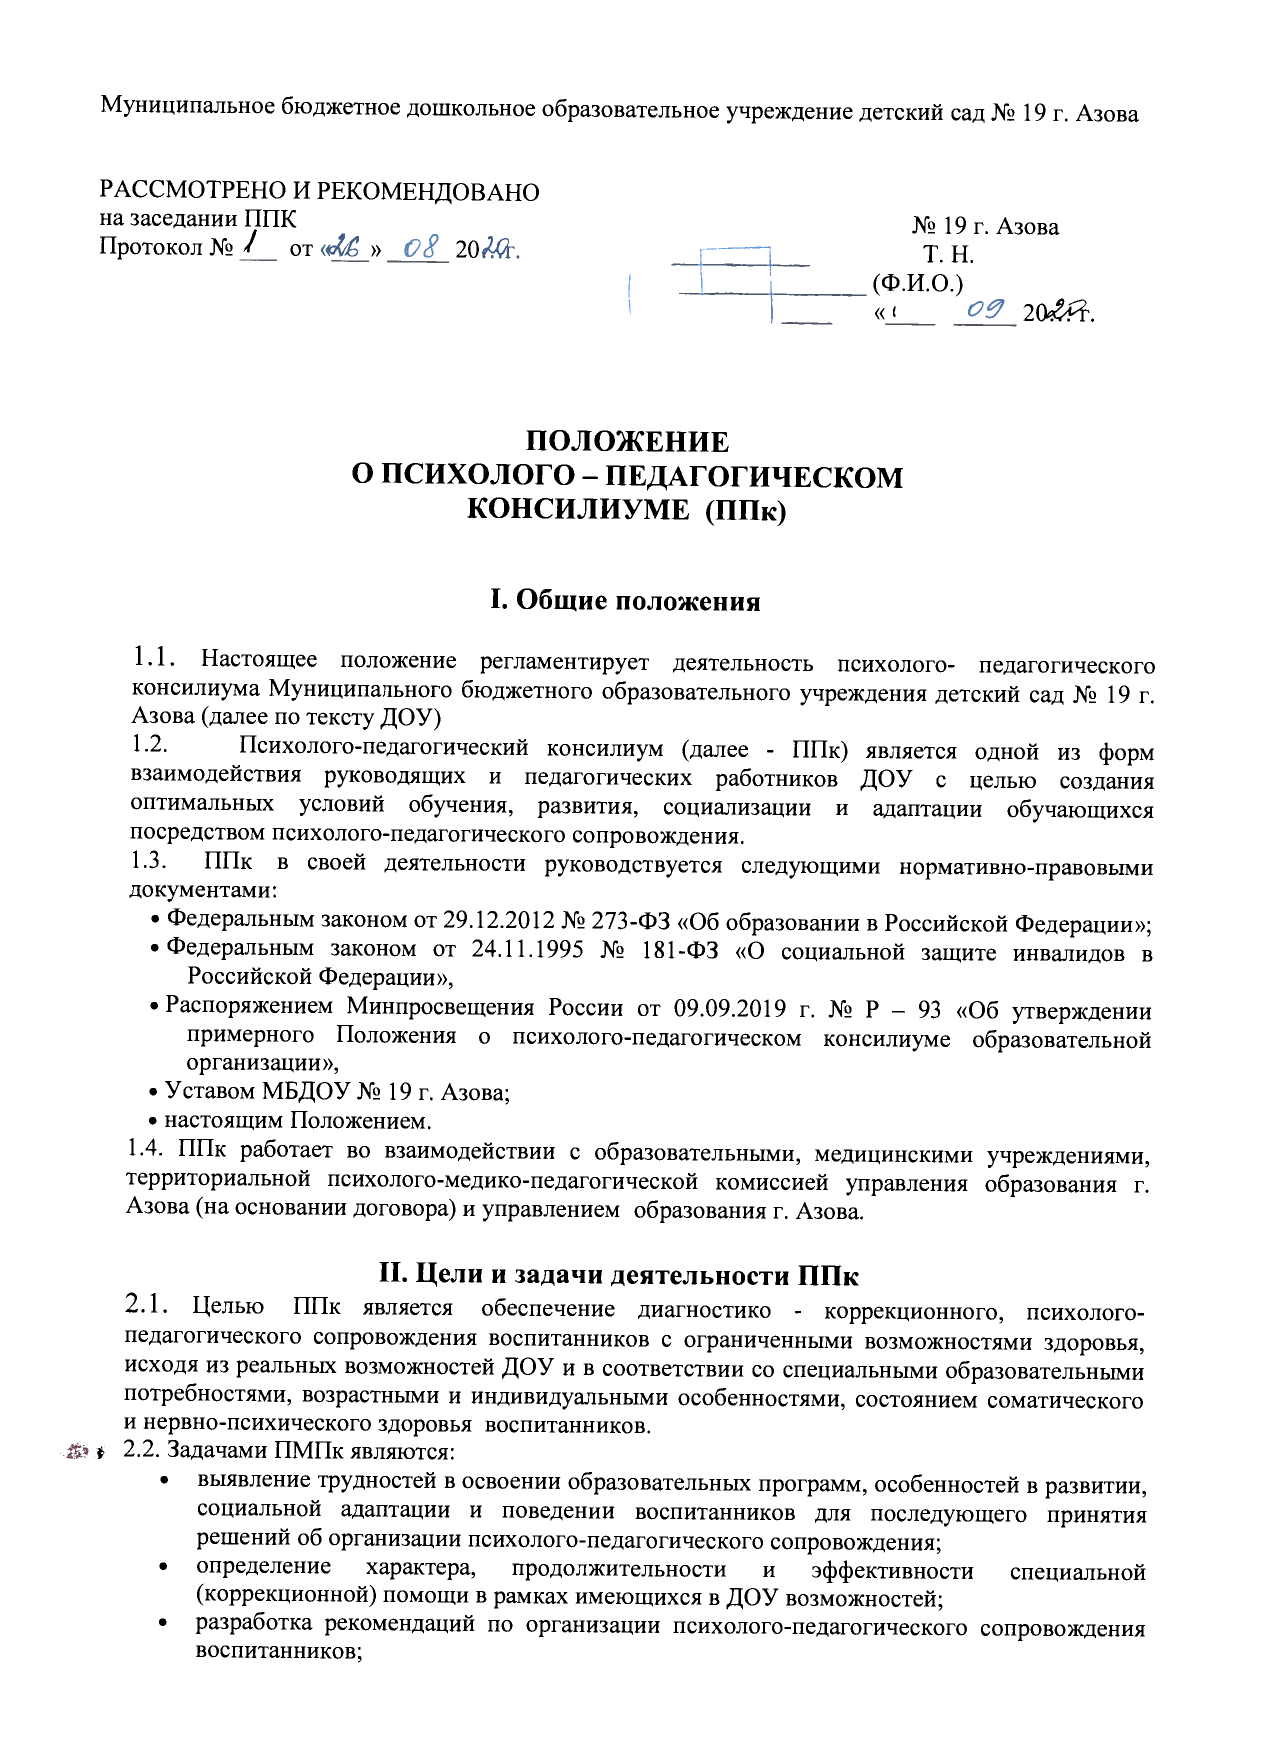 Муниципальное бюджетное дошкольное образовательное учреждение детский сад № 19 г. Азова
РАССМОТРЕНО И РЕКОМЕНДОВАНО
на заседании ППК
Протокол № 1 от «26» 08 2020г.
№ 19 г. Азова
Т. Н.
(Ф.И.О.)
« 09 2020г.
ПОЛОЖЕНИЕ
О ПСИХОЛОГО – ПЕДАГОГИЧЕСКОМ
КОНСИЛИУМЕ (ППк)
I. Общие положения
1.1. Настоящее положение регламентирует деятельность психолого- педагогического
консилиума Муниципального бюджетного образовательного учреждения детский сад № 19 г.
Азова (далее по тексту ДОУ)
1.2. Психолого-педагогический консилиум (далее - ППк) является одной из форм
взаимодействия руководящих и педагогических работников ДОУ с целью создания
оптимальных условий обучения, развития, социализации и адаптации обучающихся
посредством психолого-педагогического сопровождения.
1.3. ППк в своей деятельности руководствуется следующими нормативно-правовыми
документами:
• Федеральным законом от 29.12.2012 № 273-ФЗ «Об образовании в Российской Федерации»;
• Федеральным законом от 24.11.1995 № 181-ФЗ «О социальной защите инвалидов в
Российской Федерации»,
• Распоряжением Минпросвещения России от 09.09.2019 г. № Р – 93 «Об утверждении
примерного Положения о психолого-педагогическом консилиуме образовательной
организации»,
• Уставом МБДОУ № 19 г. Азова;
• настоящим Положением.
1.4. ППк работает во взаимодействии с образовательными, медицинскими учреждениями,
территориальной психолого-медико-педагогической комиссией управления образования г.
Азова (на основании договора) и управлением образования г. Азова.
II. Цели и задачи деятельности ППк
2.1. Целью ППк является обеспечение диагностико - коррекционного, психолого-
педагогического сопровождения воспитанников с ограниченными возможностями здоровья,
исходя из реальных возможностей ДОУ и в соответствии со специальными образовательными
потребностями, возрастными и индивидуальными особенностями, состоянием соматического
и нервно-психического здоровья воспитанников.
2.2. Задачами ПМПк являются:
• выявление трудностей в освоении образовательных программ, особенностей в развитии,
социальной адаптации и поведении воспитанников для последующего принятия
решений об организации психолого-педагогического сопровождения;
• определение характера, продолжительности и эффективности специальной
(коррекционной) помощи в рамках имеющихся в ДОУ возможностей;
• разработка рекомендаций по организации психолого-педагогического сопровождения
воспитанников;